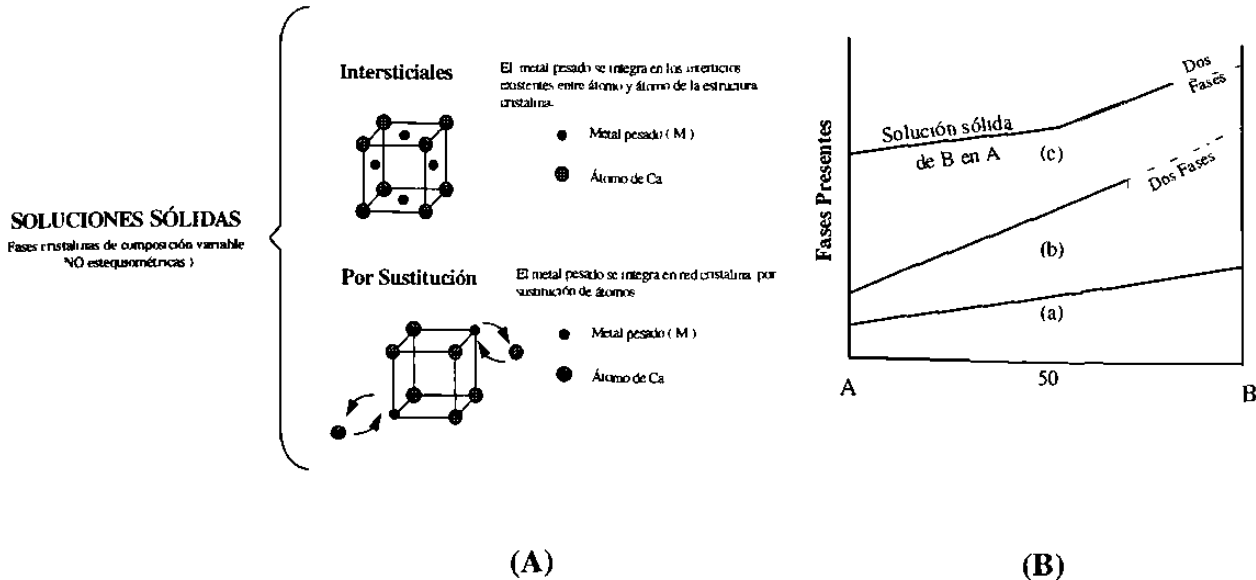 SOLUCIONES SÓLIDAS
Fases cristalinas de composición variable
NO estequiométricas )
Intersticiales
El metal pesado se integra en los intersticios
existentes entre átomo y átomo de la estructura
cristalina.
Metal pesado ( M )
Átomo de Ca
Por Sustitución
El metal pesado se integra en red cristalina por
sustitución de átomos
Metal pesado ( M )
Átomo de Ca
(A)
Fases Presentes
Solución sólida
de B en A
(c)
Dos
Fases
(b)
Dos Fases
(a)
A
50
B
(B)